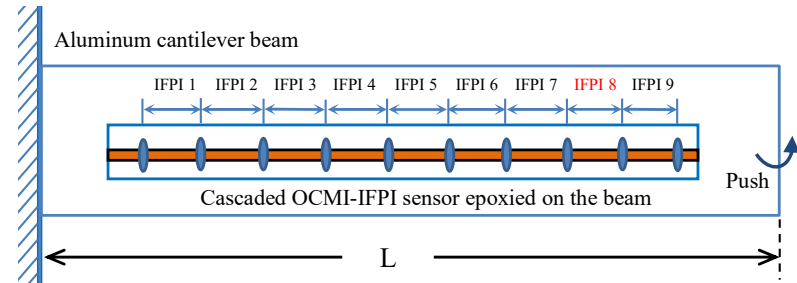 Aluminum cantilever beam
IFPI 1 IFPI 2 IFPI 3 IFPI 4 IFPI 5 IFPI 6 IFPI 7 IFPI 8 IFPI 9
Push
Cascaded OCMI-IFPI sensor epoxied on the beam
L